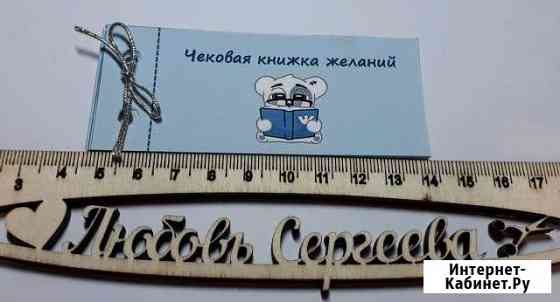 Чековая книжка желаний
3 4 5 6 7 8 9 10 11 12 13 14 15 16 17
Любовь Сергеева
Интернет-
Кабинет.Ру